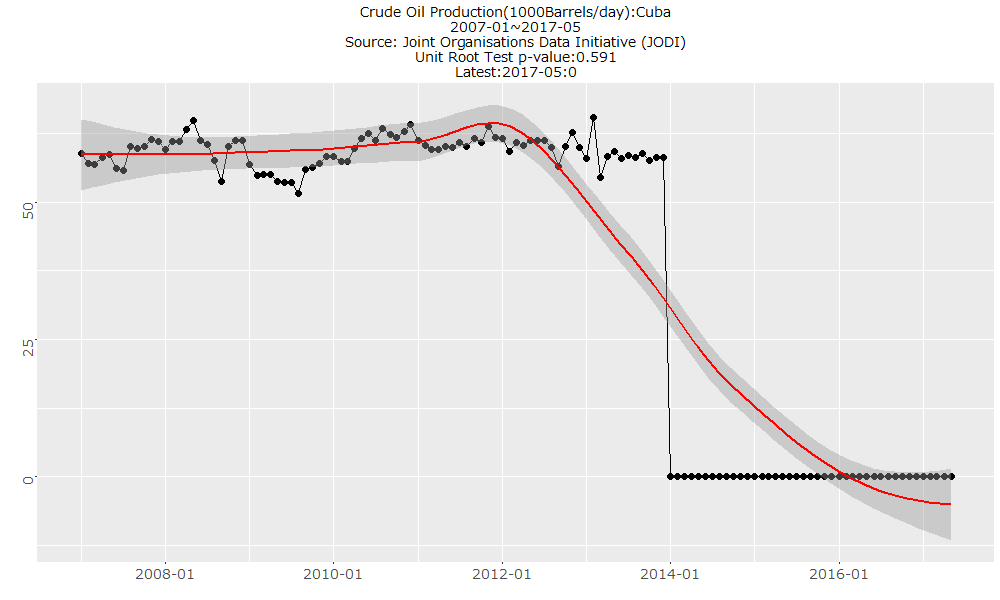 Crude Oil Production(1000Barrels/day):Cuba
2007-01~2017-05
Source: Joint Organisations Data Initiative (JODI)
Unit Root Test p-value:0.591
Latest:2017-05:0
50
25
0
2008-01 2010-01 2012-01 2014-01 2016-01